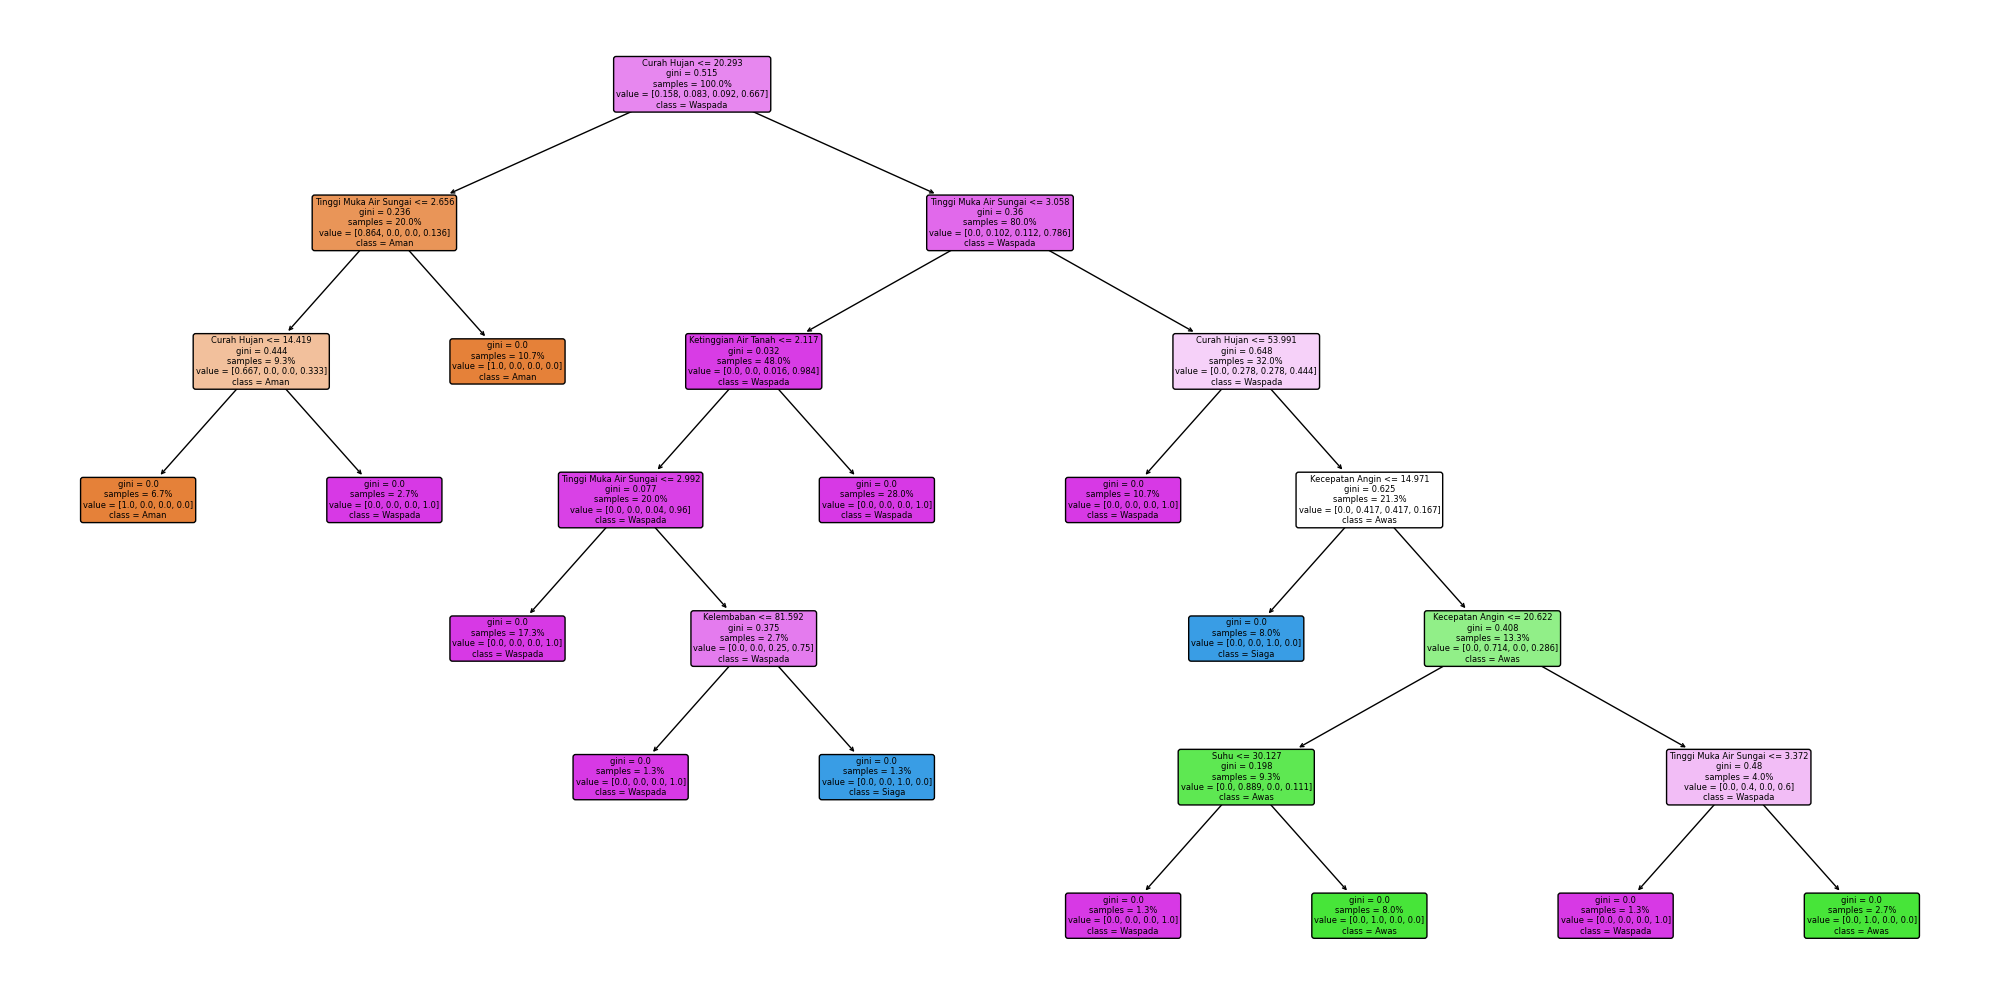 Curah Hujan <= 20.293
gini = 0.515
samples = 100.0%
value = [0.158, 0.083, 0.092, 0.667]
class = Waspada
Tinggi Muka Air Sungai <= 2.656
gini = 0.236
samples = 20.0%
value = [0.864, 0.0, 0.0, 0.136]
class = Aman
Tinggi Muka Air Sungai <= 3.058
gini = 0.36
samples = 80.0%
value = [0.0, 0.102, 0.112, 0.786]
class = Waspada
Curah Hujan <= 14.419
gini = 0.444
samples = 9.3%
value = [0.667, 0.0, 0.0, 0.333]
class = Aman
gini = 0.0
samples = 10.7%
value = [1.0, 0.0, 0.0, 0.0]
class = Aman
Ketinggian Air Tanah <= 2.117
gini = 0.032
samples = 48.0%
value = [0.0, 0.0, 0.016, 0.984]
class = Waspada
Curah Hujan <= 53.991
gini = 0.648
samples = 32.0%
value = [0.0, 0.278, 0.278, 0.444]
class = Waspada
gini = 0.0
samples = 6.7%
value = [1.0, 0.0, 0.0, 0.0]
class = Aman
gini = 0.0
samples = 2.7%
value = [0.0, 0.0, 0.0, 1.0]
class = Waspada
Tinggi Muka Air Sungai <= 2.992
gini = 0.077
samples = 20.0%
value = [0.0, 0.0, 0.04, 0.96]
class = Waspada
gini = 0.0
samples = 28.0%
value = [0.0, 0.0, 0.0, 1.0]
class = Waspada
gini = 0.0
samples = 10.7%
value = [0.0, 0.0, 0.0, 1.0]
class = Waspada
Kecepatan Angin <= 14.971
gini = 0.625
samples = 21.3%
value = [0.0, 0.417, 0.417, 0.167]
class = Awas
gini = 0.0
samples = 17.3%
value = [0.0, 0.0, 0.0, 1.0]
class = Waspada
Kelembaban <= 81.592
gini = 0.375
samples = 2.7%
value = [0.0, 0.0, 0.25, 0.75]
class = Waspada
gini = 0.0
samples = 8.0%
value = [0.0, 0.0, 1.0, 0.0]
class = Siaga
Kecepatan Angin <= 20.622
gini = 0.408
samples = 13.3%
value = [0.0, 0.714, 0.0, 0.286]
class = Awas
gini = 0.0
samples = 1.3%
value = [0.0, 0.0, 0.0, 1.0]
class = Waspada
gini = 0.0
samples = 1.3%
value = [0.0, 0.0, 1.0, 0.0]
class = Siaga
Suhu <= 30.127
gini = 0.198
samples = 9.3%
value = [0.0, 0.889, 0.0, 0.111]
class = Awas
Tinggi Muka Air Sungai <= 3.372
gini = 0.48
samples = 4.0%
value = [0.0, 0.4, 0.0, 0.6]
class = Waspada
gini = 0.0
samples = 1.3%
value = [0.0, 0.0, 0.0, 1.0]
class = Waspada
gini = 0.0
samples = 8.0%
value = [0.0, 1.0, 0.0, 0.0]
class = Awas
gini = 0.0
samples = 1.3%
value = [0.0, 0.0, 0.0, 1.0]
class = Waspada
gini = 0.0
samples = 2.7%
value = [0.0, 1.0, 0.0, 0.0]
class = Awas